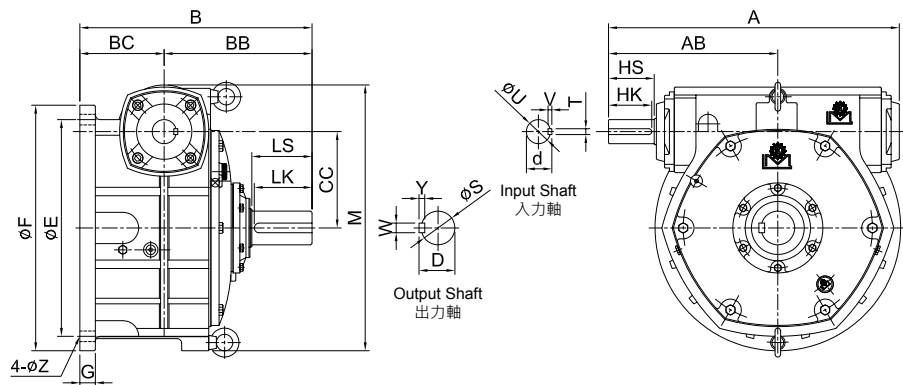 B
BC
BB
A
AB
HS
HK
V
T
øU
d
Input Shaft
入力軸
LS
LK
CC
M
øF
øE
Y
øS
W
D
Output Shaft
出力軸
4-øZ
G